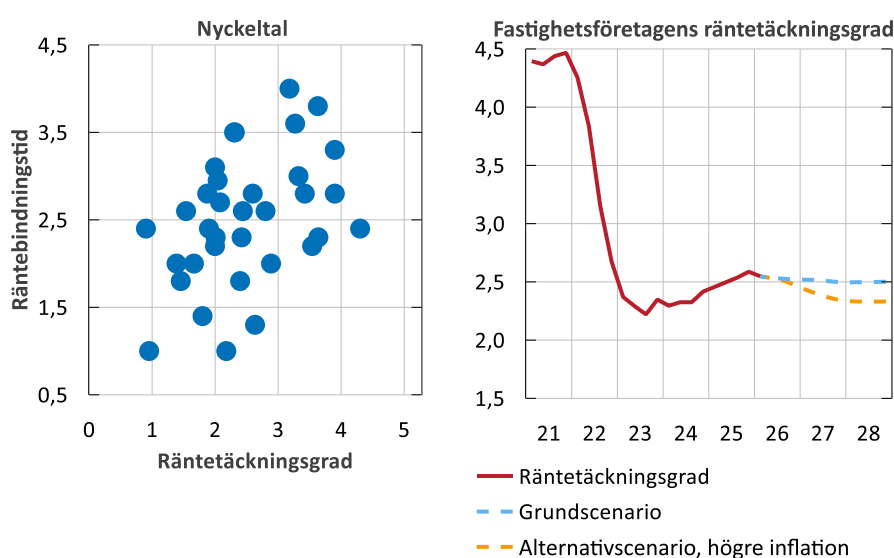 Nyckeltal
Räntebindningstid
4,5
3,5
2,5
1,5
0,5
0 1 2 3 4 5
Räntetäckningsgrad
Fastighetsföretagens räntetäckningsgrad
4,5
4,0
3,5
3,0
2,5
2,0
1,5
21 22 23 24 25 26 27 28
Räntetäckningsgrad
Grundscenario
Alternativscenario, högre inflation